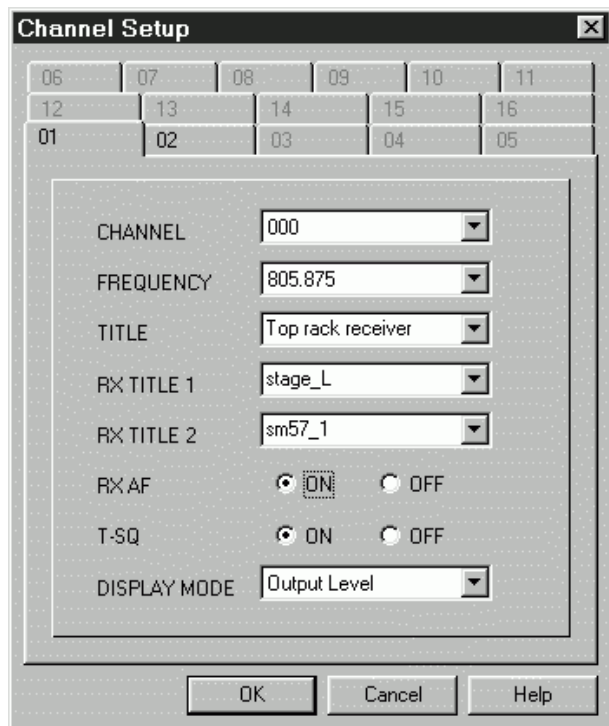 Channel Setup
06 07 08 09 10 11
12 13 14 15 16
01 02 03 04 05
CHANNEL 000
FREQUENCY 805.875
TITLE Top rack receiver
RX TITLE 1 stage_L
RX TITLE 2 sm57_1
RX AF ON OFF
T-SQ ON OFF
DISPLAY MODE Output Level
OK Cancel Help